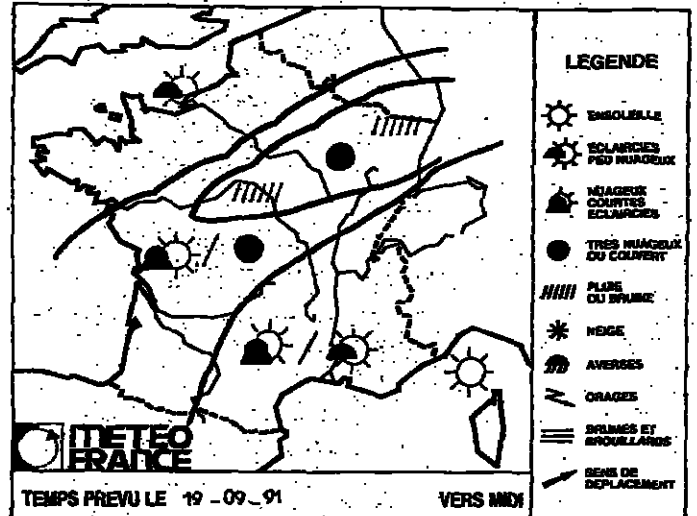 LEGENDE
ENSOLEILLE
ECLAIRCIES
PEU NUAGEUX
NUAGEUX
COURTES
ECLAIRCIES
TRES NUAGEUX
OU COUVERT
PLUIE
OU BRUINE
NEIGE
AVERSES
ORAGES
BRUMES ET
BROUILLARDS
SENS DE
DEPLACEMENT
METEO
FRANCE
TEMPS PREVU LE 19-09-91 VERS MIDI